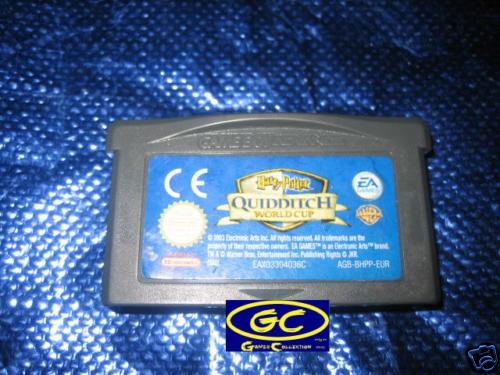 GAME BOY ADVANCE
CE
Harry Potter
QUIDDITCH
WORLD CUP
EA
GAMES
WB
© 2003 Electronic Arts Inc. All rights reserved. All trademarks are the
property of their respective owners. EA GAMES™ is an Electronic Arts™ brand.
TM & © Warner Bros. Entertainment Inc. Publishing Rights © JKR.
EAX03394036C
AGB-BHPP-EUR
GC
GAMES COLLECTION